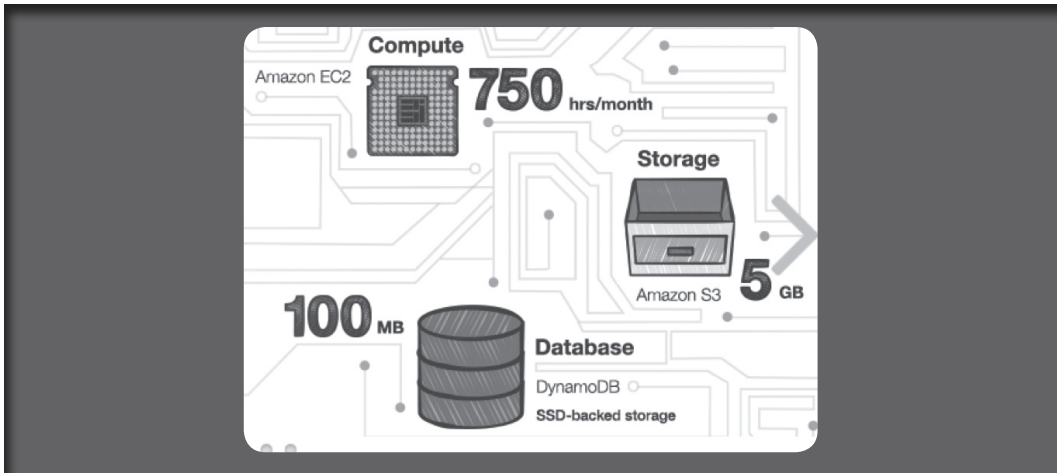 Compute
Amazon EC2
750 hrs/month
Storage
Amazon S3
5 GB
100 MB
Database
DynamoDB
SSD-backed storage